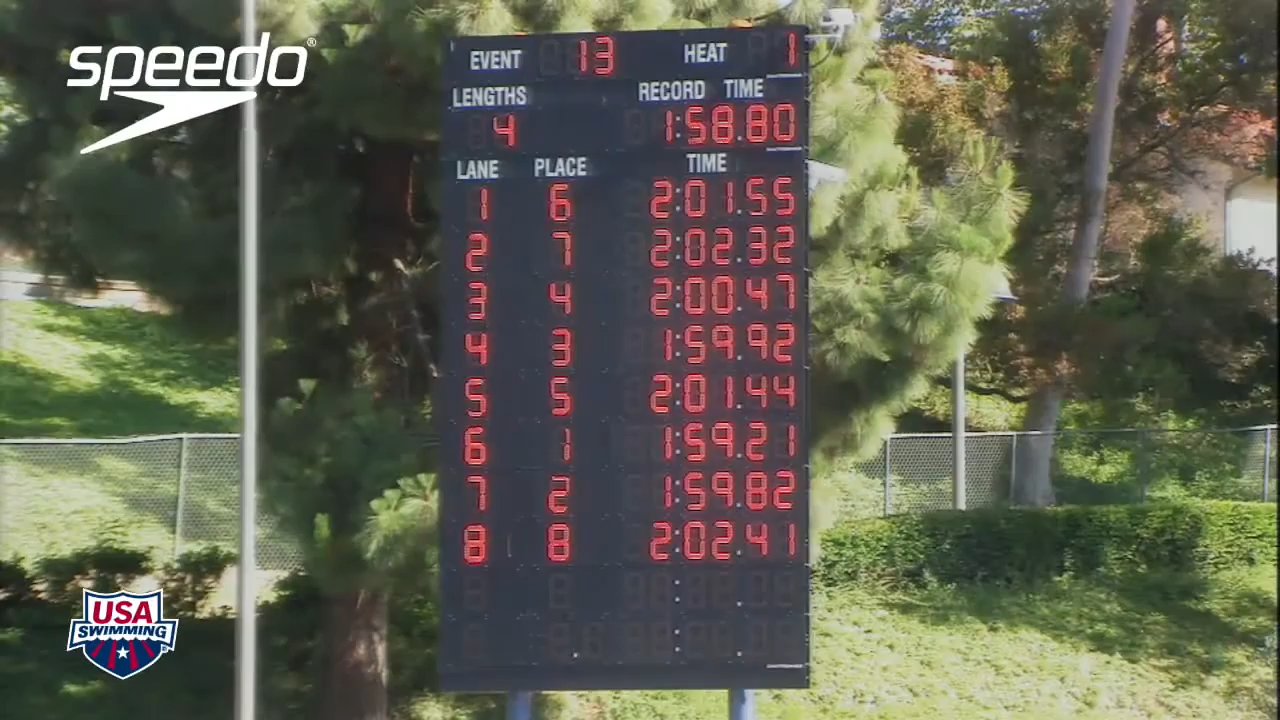 speedo®
EVENT 13 HEAT 1
LENGTHS RECORD TIME
4 1:58.80
LANE PLACE TIME
1 6 2:01.55
2 7 2:02.32
3 4 2:00.47
4 3 1:59.92
5 5 2:01.44
6 1 1:59.21
7 2 1:59.82
8 8 2:02.41
USA
SWIMMING